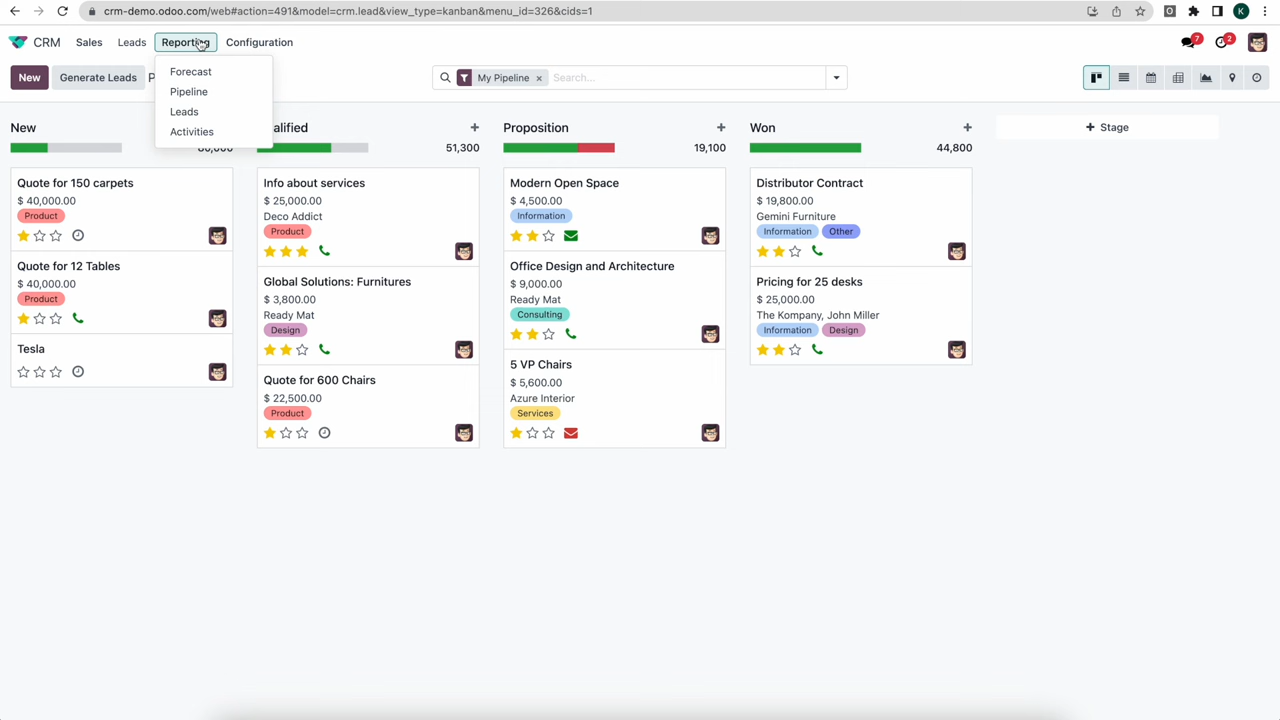 crm-demo.odoo.com/web#action=491&model=crm.lead&view_type=kanban&menu_id=326&cids=1
K
CRM Sales Leads Reporting Configuration
7 2
New Generate Leads P
My Pipeline × Search...
Forecast
Pipeline
Leads
Activities
New
Quote for 150 carpets
$ 40,000.00
Product
Quote for 12 Tables
$ 40,000.00
Product
Tesla
alified +
51,300
Info about services
$ 25,000.00
Deco Addict
Product
Global Solutions: Furnitures
$ 3,800.00
Ready Mat
Design
Quote for 600 Chairs
$ 22,500.00
Product
Proposition +
19,100
Modern Open Space
$ 4,500.00
Information
Office Design and Architecture
$ 9,000.00
Ready Mat
Consulting
5 VP Chairs
$ 5,600.00
Azure Interior
Services
Won +
44,800
Distributor Contract
$ 19,800.00
Gemini Furniture
Information Other
Pricing for 25 desks
$ 25,000.00
The Kompany, John Miller
Information Design
+ Stage